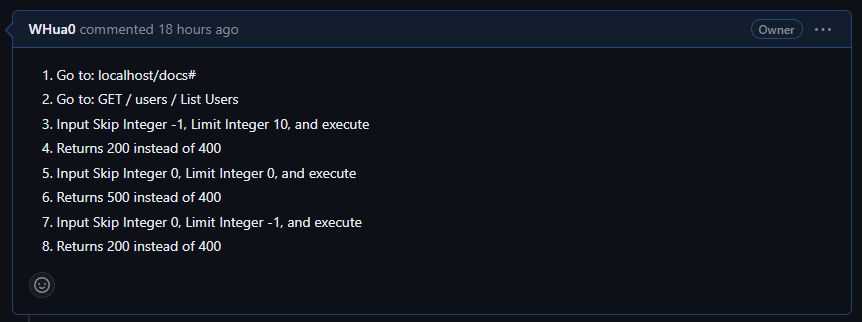 WHua0 commented 18 hours ago Owner ...
1. Go to: localhost/docs#
2. Go to: GET / users / List Users
3. Input Skip Integer -1, Limit Integer 10, and execute
4. Returns 200 instead of 400
5. Input Skip Integer 0, Limit Integer 0, and execute
6. Returns 500 instead of 400
7. Input Skip Integer 0, Limit Integer -1, and execute
8. Returns 200 instead of 400